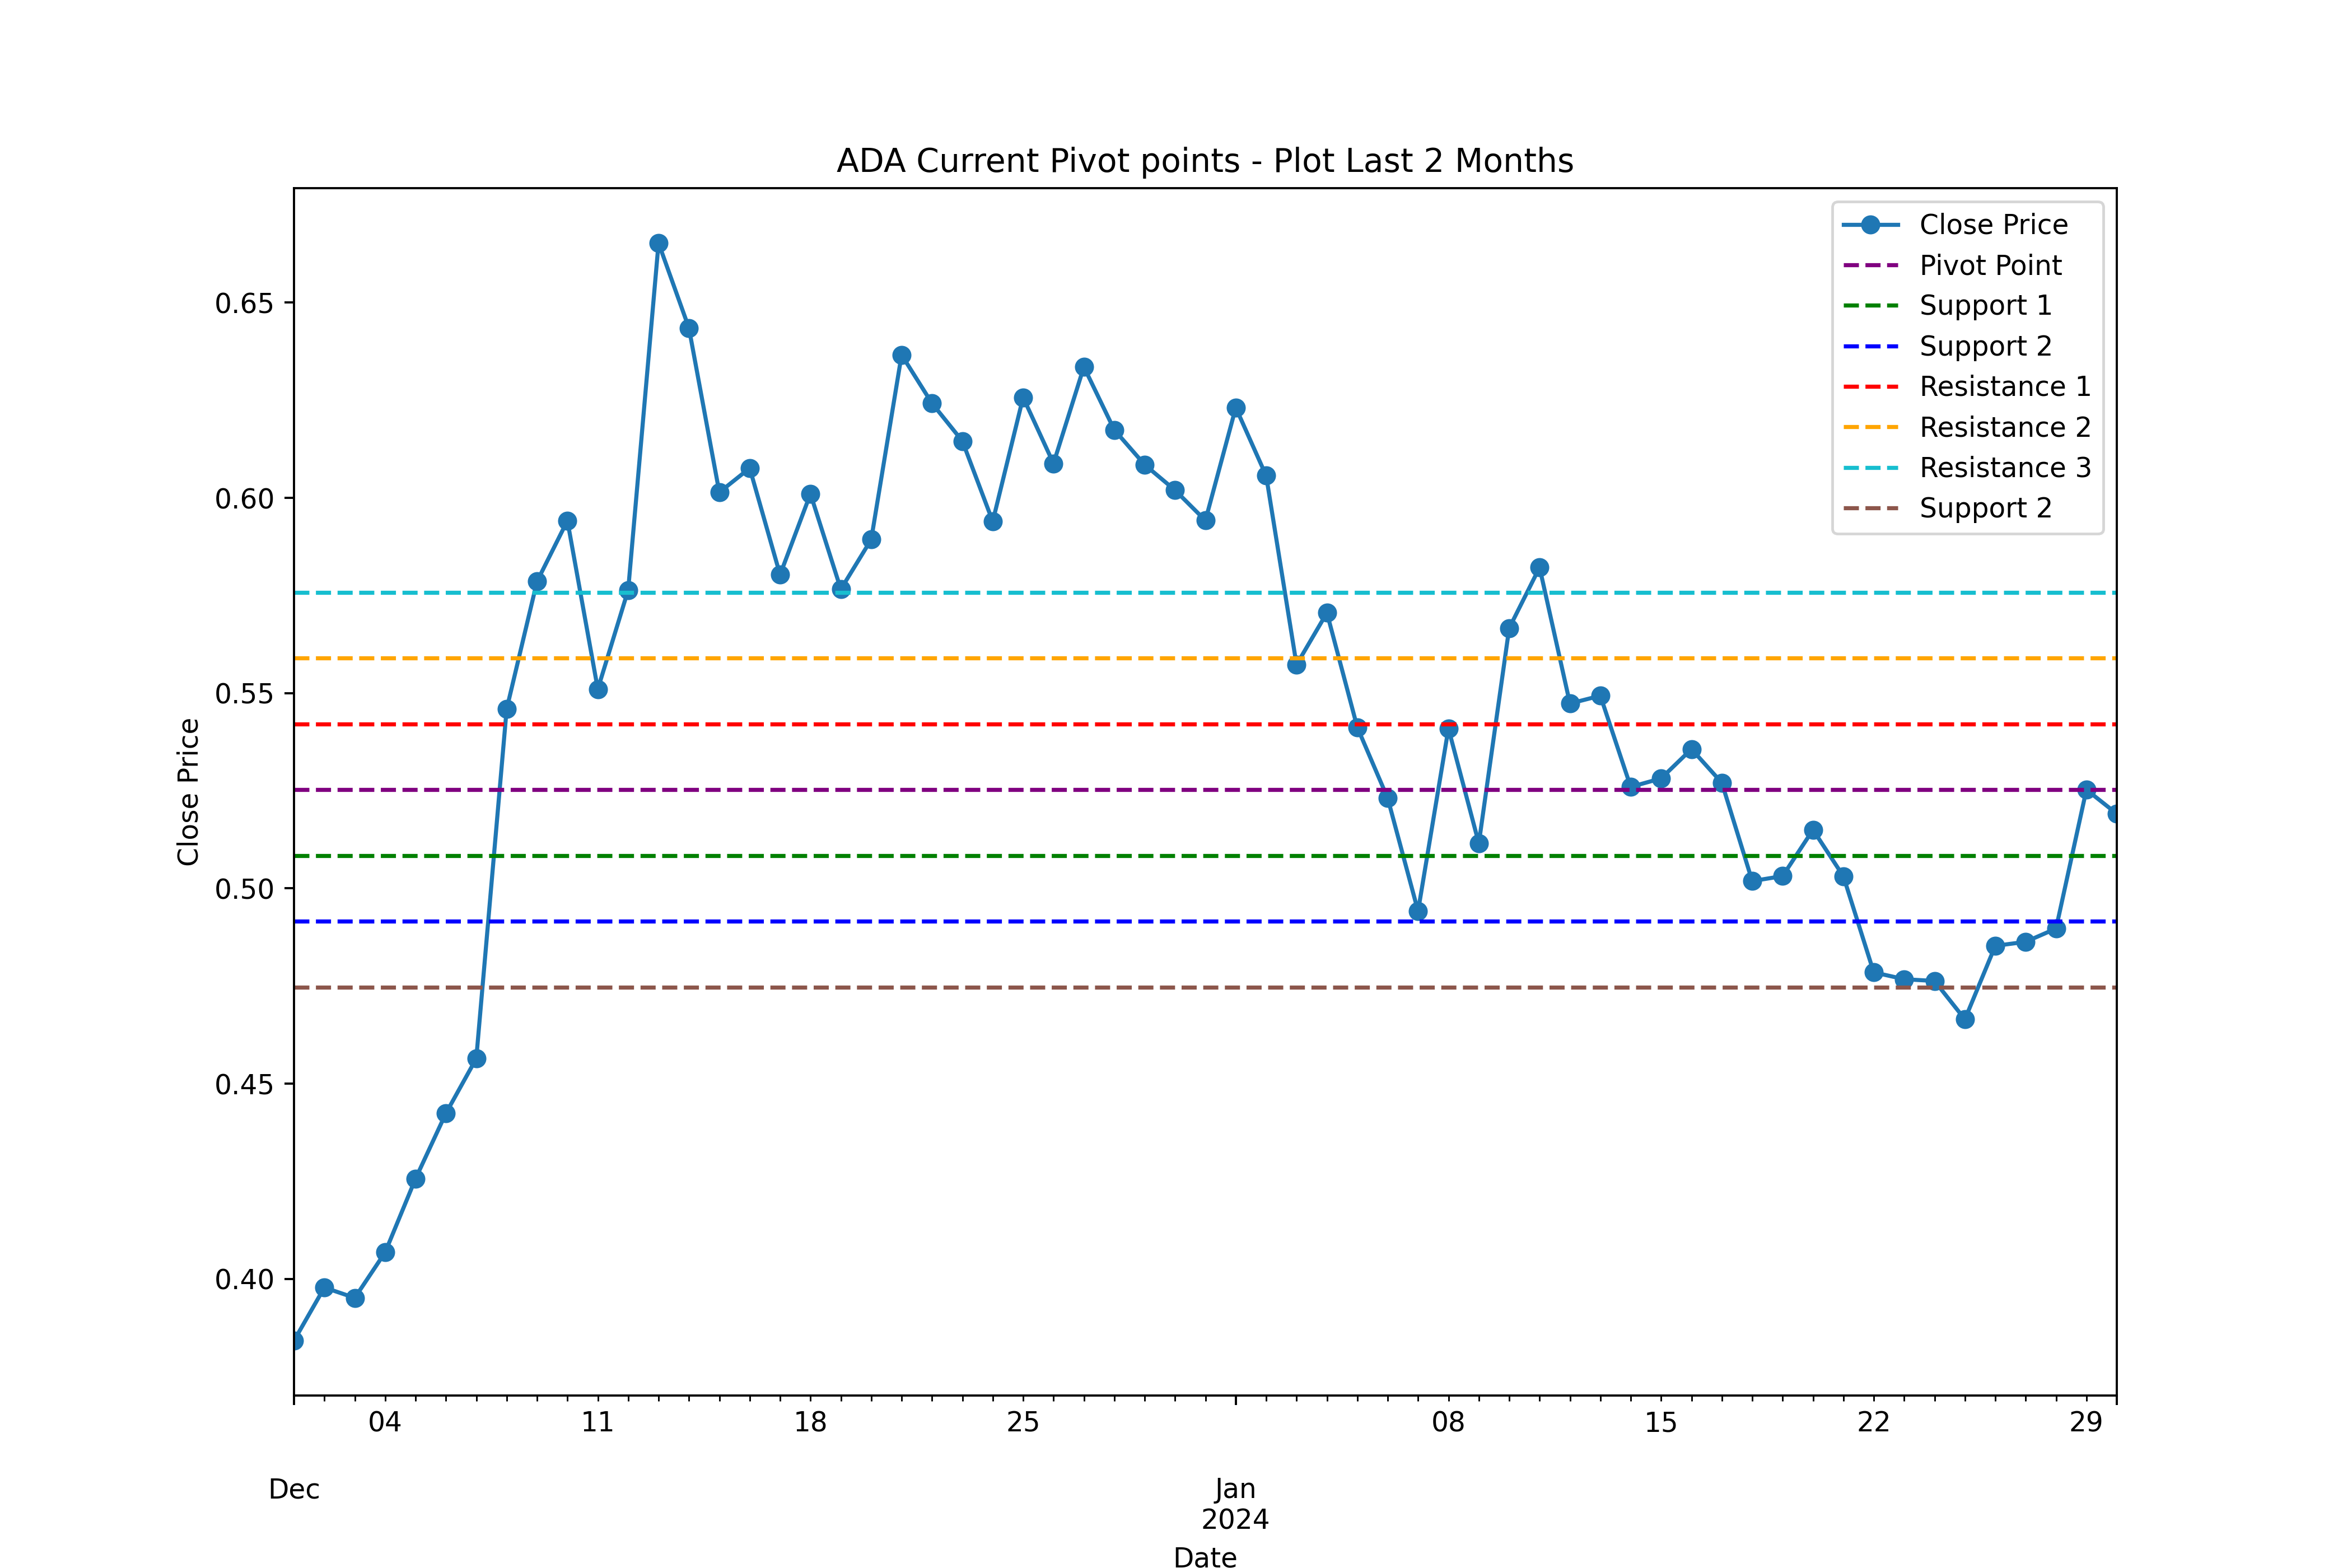 ADA Current Pivot points - Plot Last 2 Months
Close Price
Pivot Point
Support 1
Support 2
Resistance 1
Resistance 2
Resistance 3
Support 2
0.65
0.60
0.55
0.50
0.45
0.40
Close Price
04
11
18
25
08
15
22
29
Dec
Jan
2024
Date